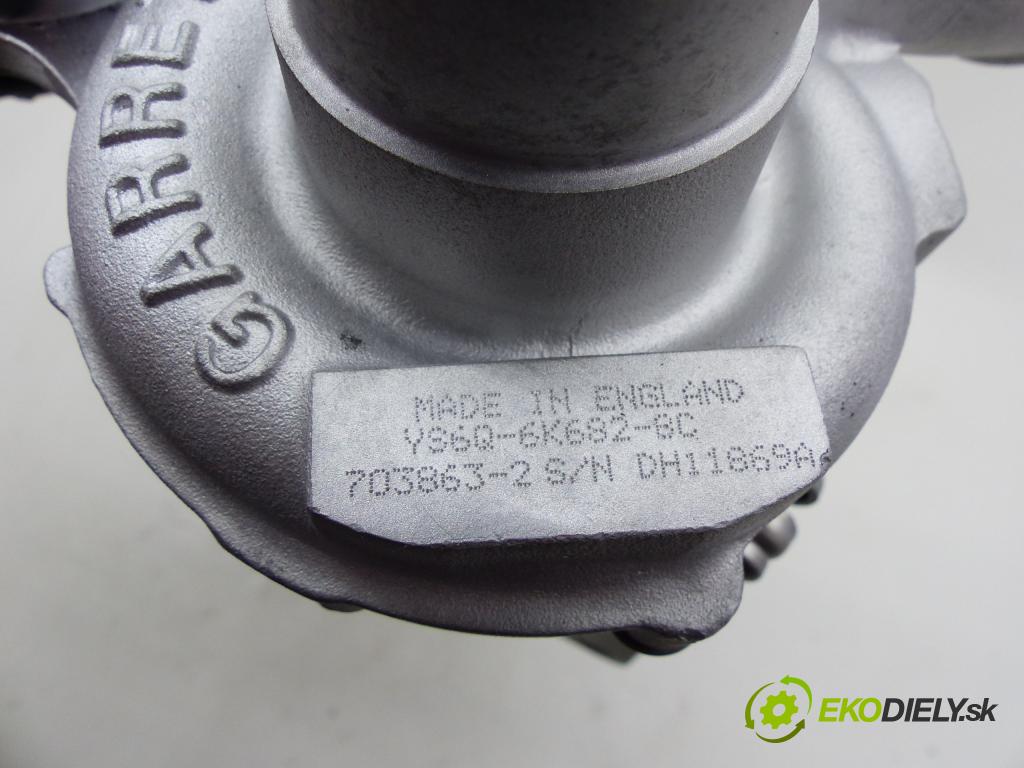 GARRE
MADE IN ENGLAND
YS6Q-6K682-BC
703863-2 S/N DH11869A
EKODIELY.sk